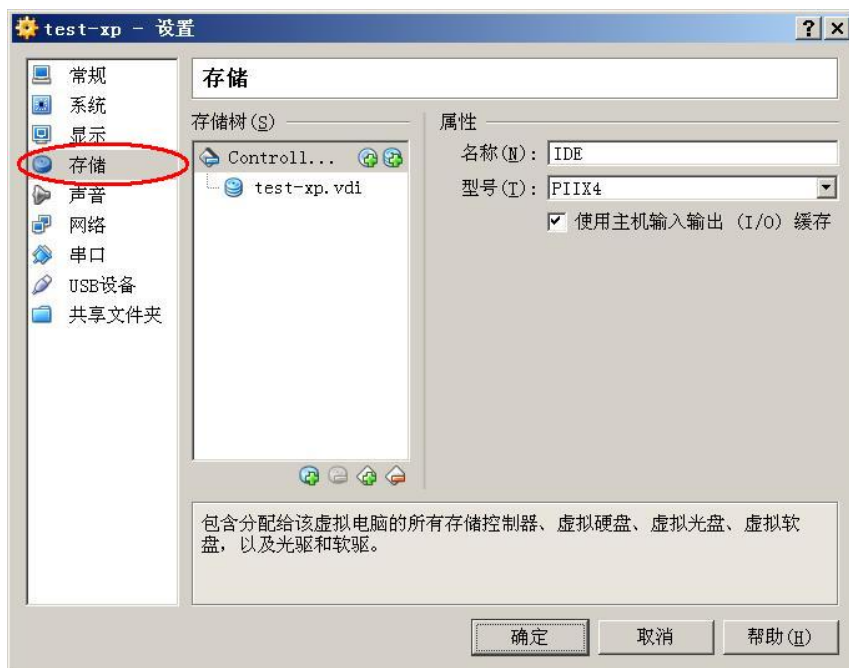 test-xp - 设置
常规
系统
显示
存储
声音
网络
串口
USB设备
共享文件夹
存储
存储树(S)
Controll...
test-xp.vdi
属性
名称(N): IDE
型号(T): PIIX4
使用主机输入输出 (I/O) 缓存
包含分配给该虚拟电脑的所有存储控制器、虚拟硬盘、虚拟光盘、虚拟软
盘，以及光驱和软驱。
确定
取消
帮助(H)